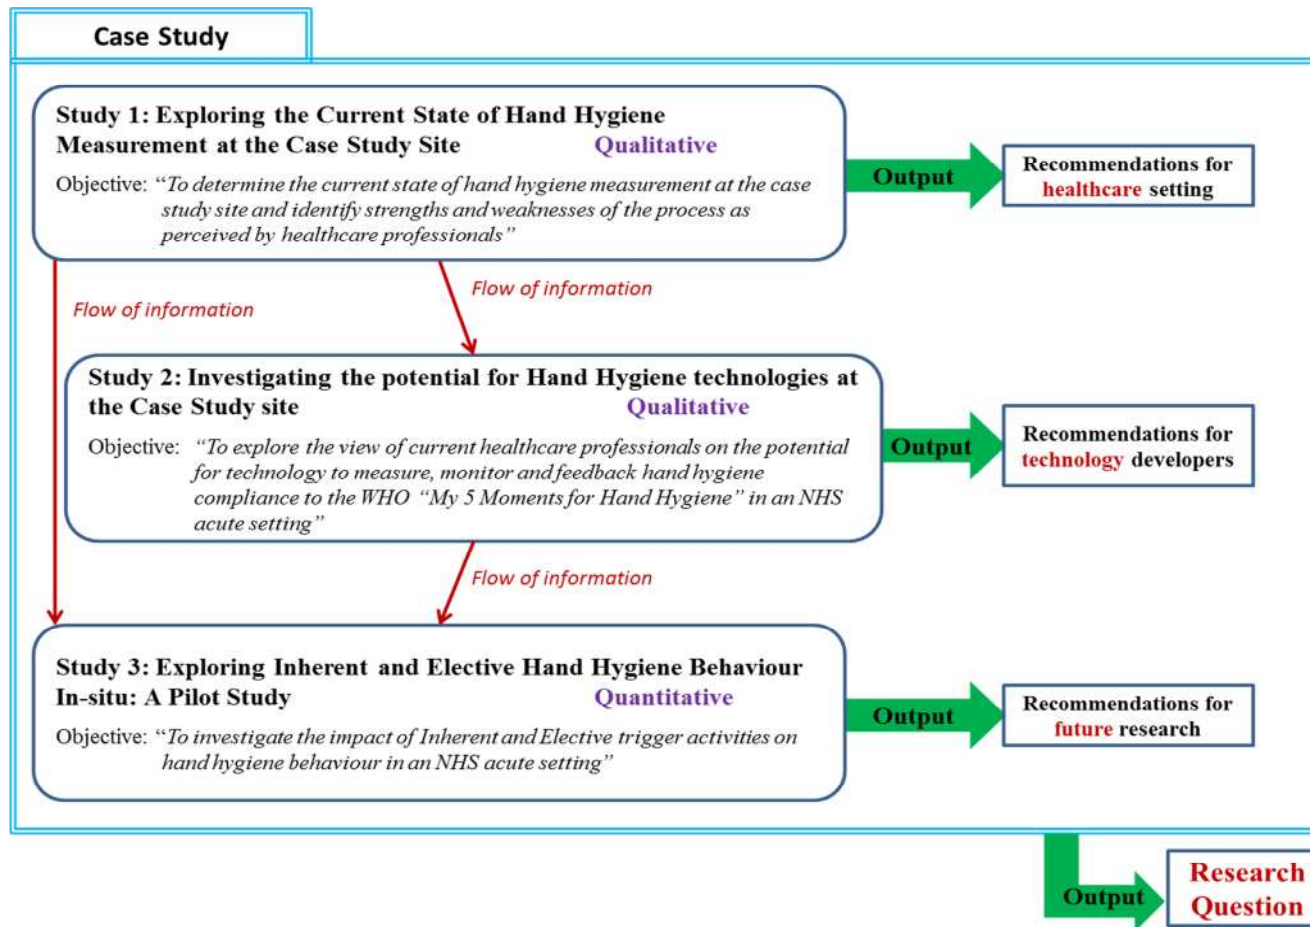 Case Study
Study 1: Exploring the Current State of Hand Hygiene
Measurement at the Case Study Site Qualitative
Objective: “To determine the current state of hand hygiene measurement at the case
study site and identify strengths and weaknesses of the process as
perceived by healthcare professionals”
Output
Recommendations for
healthcare setting
Flow of information
Flow of information
Study 2: Investigating the potential for Hand Hygiene technologies at
the Case Study site Qualitative
Objective: “To explore the view of current healthcare professionals on the potential
for technology to measure, monitor and feedback hand hygiene
compliance to the WHO “My 5 Moments for Hand Hygiene” in an NHS
acute setting”
Output
Recommendations for
technology developers
Flow of information
Study 3: Exploring Inherent and Elective Hand Hygiene Behaviour
In-situ: A Pilot Study Quantitative
Objective: “To investigate the impact of Inherent and Elective trigger activities on
hand hygiene behaviour in an NHS acute setting”
Output
Recommendations for
future research
Output
Research
Question